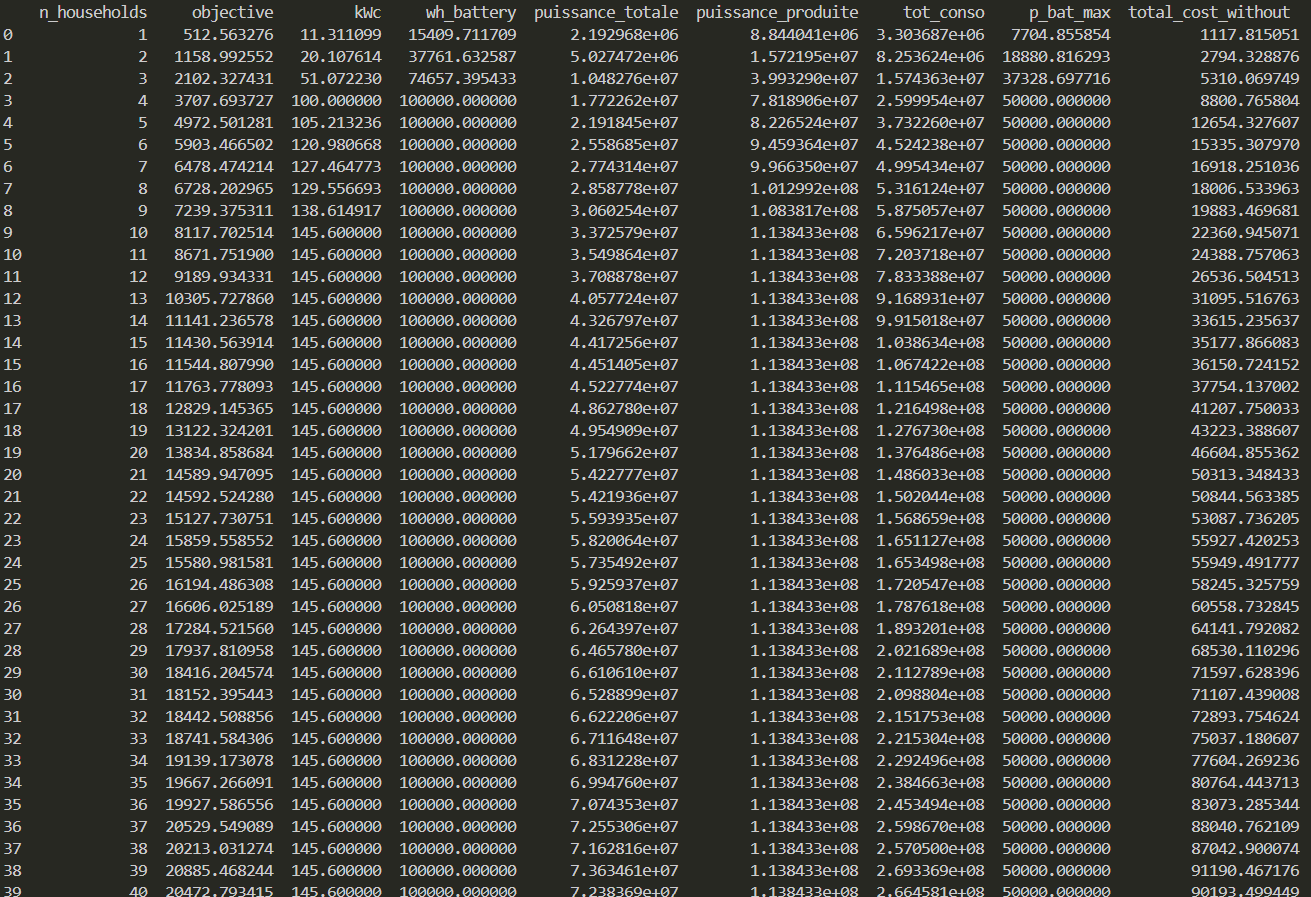 n_households objective kWc wh_battery puissance_totale puissance_produite tot_conso p_bat_max total_cost_without
0 1 512.563276 11.311099 15409.711709 2.192968e+06 8.844041e+06 3.303687e+06 7704.855854 1117.815051
1 2 1158.992552 20.107614 37761.632587 5.027472e+06 1.572195e+07 8.253624e+06 18880.816293 2794.328876
2 3 2102.327431 51.072230 74657.395433 1.048276e+07 3.993290e+07 1.574363e+07 37328.697716 5310.069749
3 4 3707.693727 100.000000 100000.000000 1.772262e+07 7.818906e+07 2.599954e+07 50000.000000 8800.765804
4 5 4972.501281 105.213236 100000.000000 2.191845e+07 8.226524e+07 3.732260e+07 50000.000000 12654.327607
5 6 5903.466502 120.980668 100000.000000 2.558685e+07 9.459364e+07 4.524238e+07 50000.000000 15335.307970
6 7 6478.474214 127.464773 100000.000000 2.774314e+07 9.966350e+07 4.995434e+07 50000.000000 16918.251036
7 8 6728.202965 129.556693 100000.000000 2.858778e+07 1.012992e+08 5.316124e+07 50000.000000 18006.533963
8 9 7239.375311 138.614917 100000.000000 3.060254e+07 1.083817e+08 5.875057e+07 50000.000000 19883.469681
9 10 8117.702514 145.600000 100000.000000 3.372579e+07 1.138433e+08 6.596217e+07 50000.000000 22360.945071
10 11 8671.751900 145.600000 100000.000000 3.549864e+07 1.138433e+08 7.203718e+07 50000.000000 24388.757063
11 12 9189.934331 145.600000 100000.000000 3.708878e+07 1.138433e+08 7.833388e+07 50000.000000 26536.504513
12 13 10305.727860 145.600000 100000.000000 4.057724e+07 1.138433e+08 9.168931e+07 50000.000000 31095.516763
13 14 11141.236578 145.600000 100000.000000 4.326797e+07 1.138433e+08 9.915018e+07 50000.000000 33615.235637
14 15 11430.563914 145.600000 100000.000000 4.417256e+07 1.138433e+08 1.038634e+08 50000.000000 35177.866083
15 16 11544.807990 145.600000 100000.000000 4.451405e+07 1.138433e+08 1.067422e+08 50000.000000 36150.724152
16 17 11763.778093 145.600000 100000.000000 4.522774e+07 1.138433e+08 1.115465e+08 50000.000000 37754.137002
17 18 12829.145365 145.600000 100000.000000 4.862780e+07 1.138433e+08 1.216498e+08 50000.000000 41207.750033
18 19 13122.324201 145.600000 100000.000000 4.954909e+07 1.138433e+08 1.276730e+08 50000.000000 43223.388607
19 20 13834.858684 145.600000 100000.000000 5.179662e+07 1.138433e+08 1.376486e+08 50000.000000 46604.855362
20 21 14589.947095 145.600000 100000.000000 5.422777e+07 1.138433e+08 1.486033e+08 50000.000000 50313.348433
21 22 14592.524280 145.600000 100000.000000 5.421936e+07 1.138433e+08 1.502044e+08 50000.000000 50844.563385
22 23 15127.730751 145.600000 100000.000000 5.593935e+07 1.138433e+08 1.568659e+08 50000.000000 53087.736205
23 24 15859.558552 145.600000 100000.000000 5.820064e+07 1.138433e+08 1.651127e+08 50000.000000 55927.420253
24 25 15580.981581 145.600000 100000.000000 5.735492e+07 1.138433e+08 1.653498e+08 50000.000000 55949.491777
25 26 16194.486308 145.600000 100000.000000 5.925937e+07 1.138433e+08 1.720547e+08 50000.000000 58245.325759
26 27 16606.025189 145.600000 100000.000000 6.050818e+07 1.138433e+08 1.787618e+08 50000.000000 60558.732845
27 28 17284.521560 145.600000 100000.000000 6.264397e+07 1.138433e+08 1.893201e+08 50000.000000 64141.792082
28 29 17937.810958 145.600000 100000.000000 6.465780e+07 1.138433e+08 2.021689e+08 50000.000000 68530.110296
29 30 18416.204574 145.600000 100000.000000 6.610610e+07 1.138433e+08 2.112789e+08 50000.000000 71597.628396
30 31 18152.395443 145.600000 100000.000000 6.528899e+07 1.138433e+08 2.098804e+08 50000.000000 71107.439008
31 32 18442.508856 145.600000 100000.000000 6.622206e+07 1.138433e+08 2.151753e+08 50000.000000 72893.754624
32 33 18741.584306 145.600000 100000.000000 6.711648e+07 1.138433e+08 2.215304e+08 50000.000000 75037.180607
33 34 19139.173078 145.600000 100000.000000 6.831228e+07 1.138433e+08 2.292496e+08 50000.000000 77604.269236
34 35 19667.266091 145.600000 100000.000000 6.994760e+07 1.138433e+08 2.384663e+08 50000.000000 80764.443713
35 36 19927.586556 145.600000 100000.000000 7.074353e+07 1.138433e+08 2.453494e+08 50000.000000 83073.285344
36 37 20529.549089 145.600000 100000.000000 7.255306e+07 1.138433e+08 2.598670e+08 50000.000000 88040.762109
37 38 20213.031274 145.600000 100000.000000 7.162816e+07 1.138433e+08 2.570500e+08 50000.000000 87042.900074
38 39 20885.468244 145.600000 100000.000000 7.363461e+07 1.138433e+08 2.693369e+08 50000.000000 91190.467176
39 40 20472.793415 145.600000 100000.000000 7.238369e+07 1.138433e+08 2.664581e+08 50000.000000 90193.499449